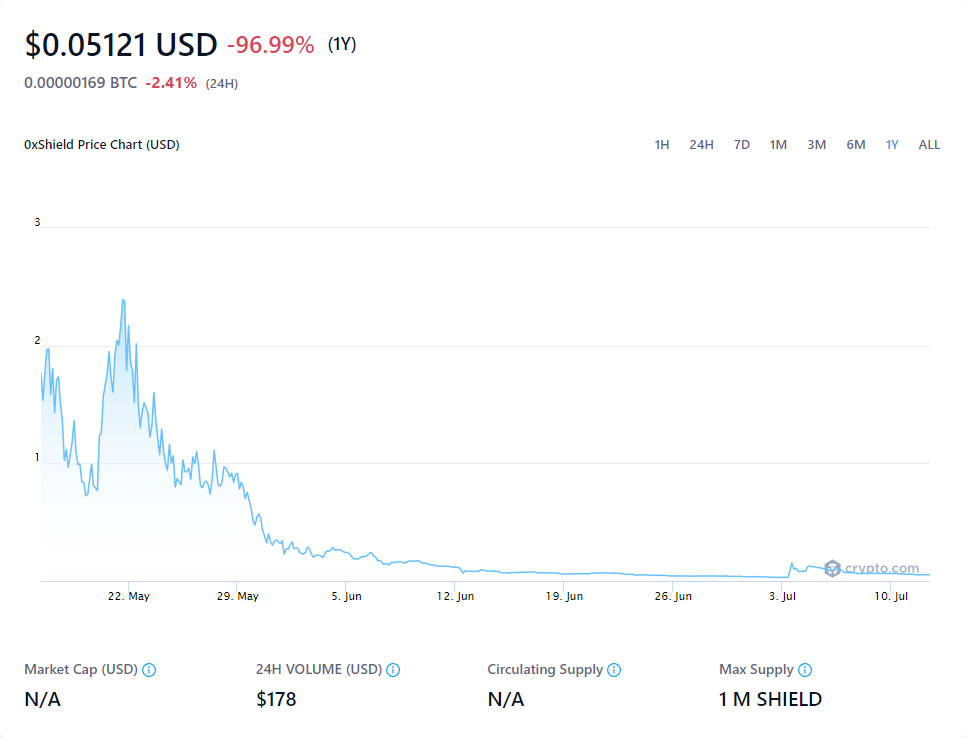 $0.05121 USD -96.99% (1Y)
0.00000169 BTC -2.41% (24H)
0xShield Price Chart (USD) 1H 24H 7D 1M 3M 6M 1Y ALL
3
2
1
crypto.com
22. May 29. May 5. Jun 12. Jun 19. Jun 26. Jun 3. Jul 10. Jul
Market Cap (USD) 24H VOLUME (USD) Circulating Supply Max Supply
N/A $178 N/A 1 M SHIELD